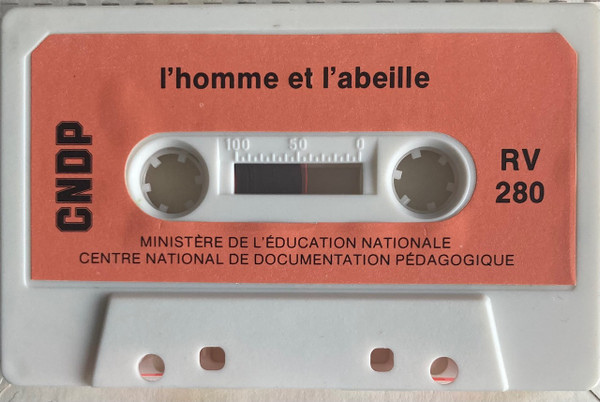 l'homme et l'abeille
CNDP
100 50 0
RV
280
MINISTÈRE DE L'ÉDUCATION NATIONALE
CENTRE NATIONAL DE DOCUMENTATION PÉDAGOGIQUE